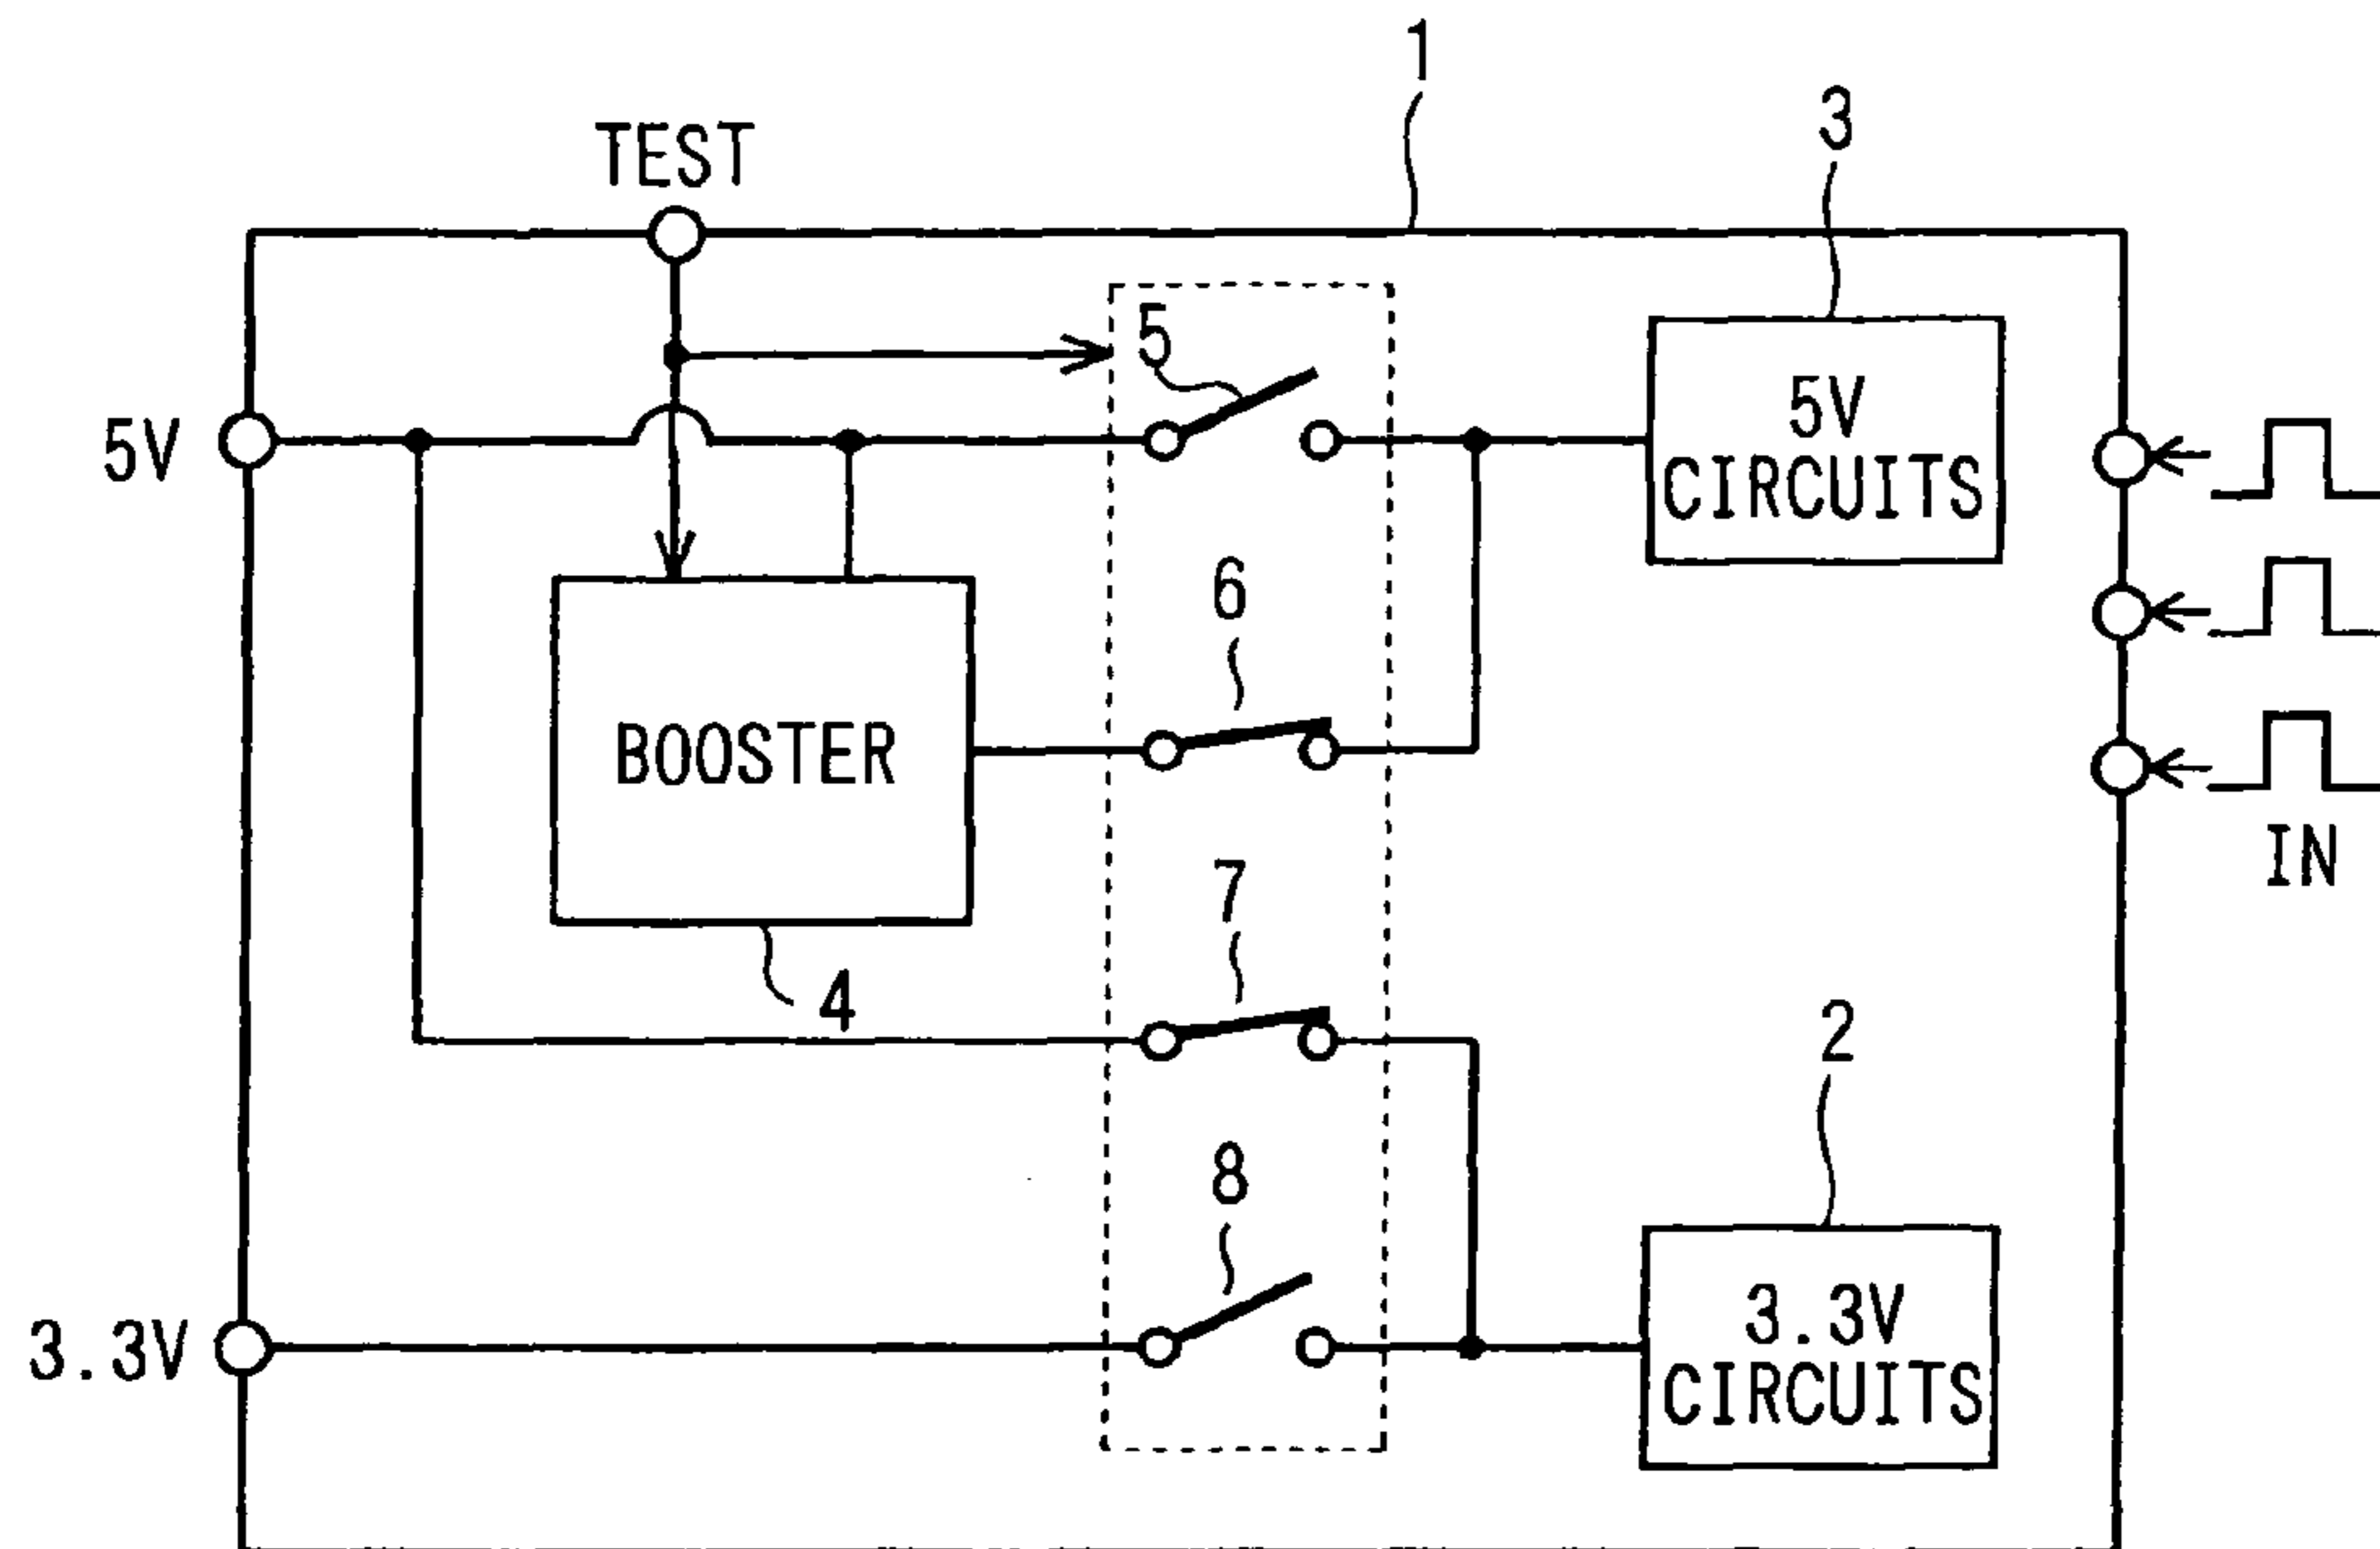 1
3
TEST
5
5V
5V
CIRCUITS
6
BOOSTER
7
IN
4
2
8
3.3V
3.3V
CIRCUITS